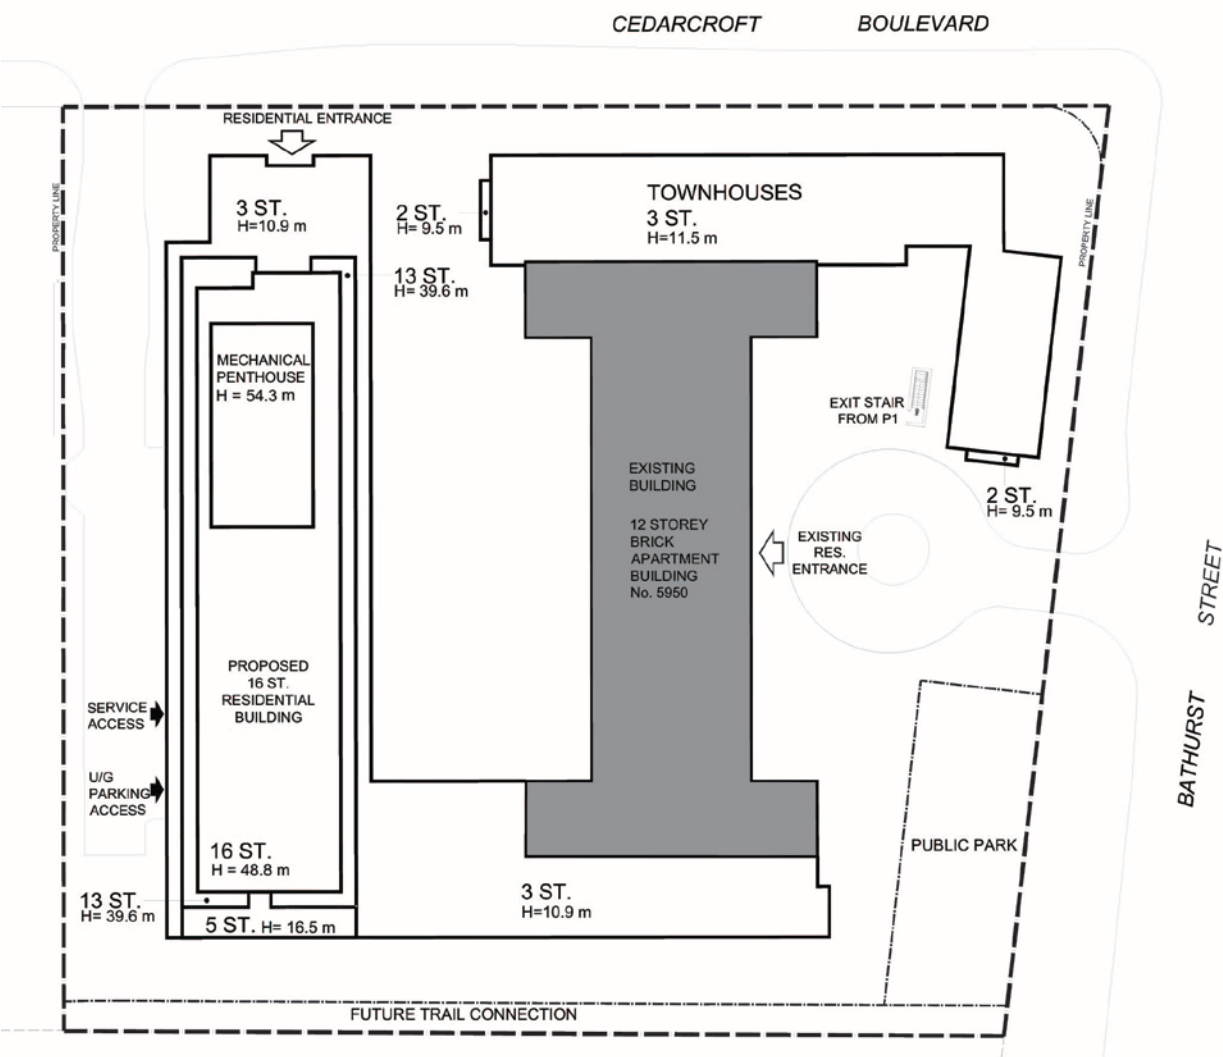 CEDARCROFT BOULEVARD
RESIDENTIAL ENTRANCE
PROPERTY LINE
3 ST.
H=10.9 m
2 ST.
H= 9.5 m
TOWNHOUSES
3 ST.
H=11.5 m
PROPERTY LINE
13 ST.
H= 39.6 m
MECHANICAL
PENTHOUSE
H = 54.3 m
EXIT STAIR
FROM P1
EXISTING
BUILDING
12 STOREY
BRICK
APARTMENT
BUILDING
No. 5950
2 ST.
H= 9.5 m
EXISTING
RES.
ENTRANCE
BATHURST STREET
PROPOSED
16 ST.
RESIDENTIAL
BUILDING
SERVICE
ACCESS
U/G
PARKING
ACCESS
16 ST.
H = 48.8 m
PUBLIC PARK
13 ST.
H= 39.6 m
3 ST.
H=10.9 m
5 ST. H= 16.5 m
FUTURE TRAIL CONNECTION